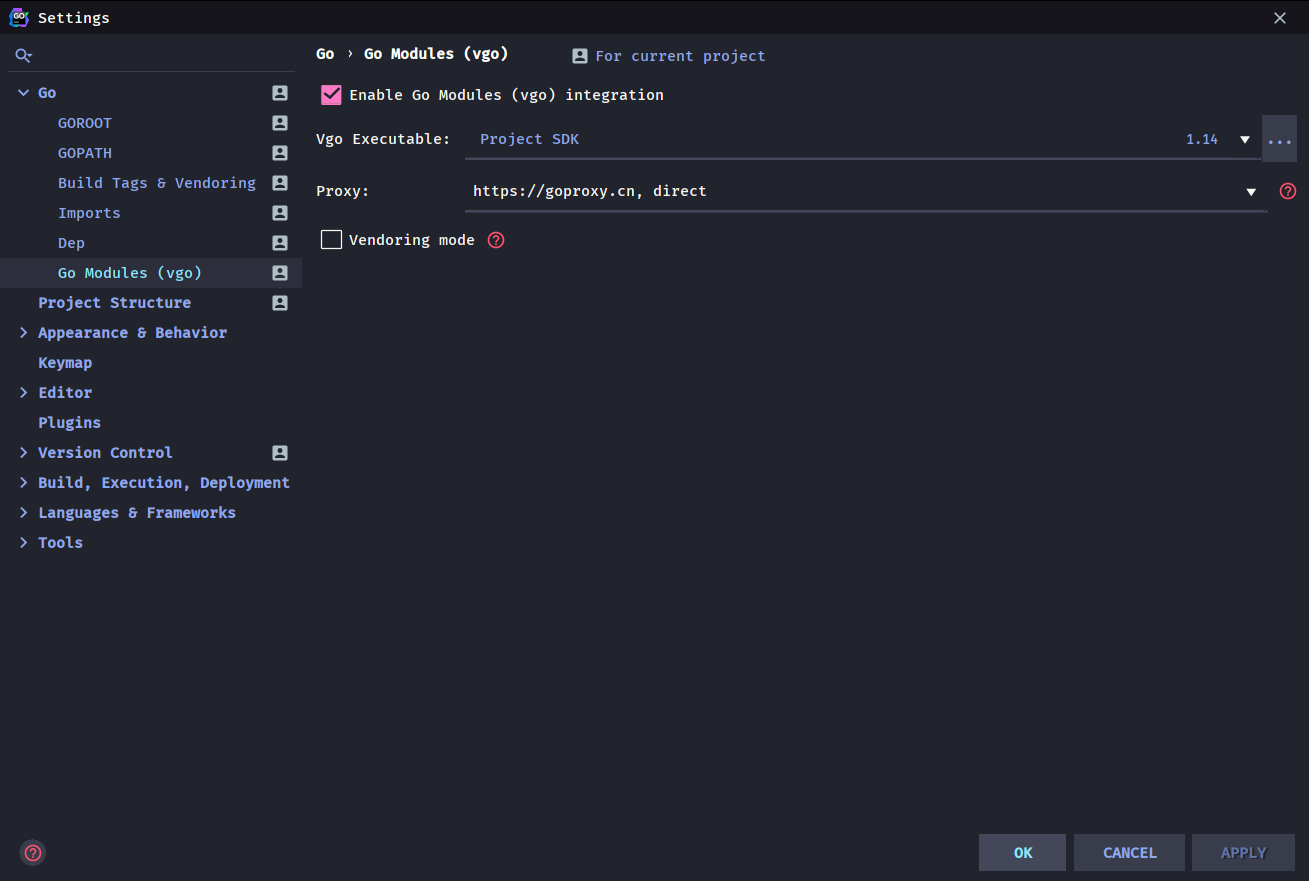 Settings
Go › Go Modules (vgo)
For current project
Go
GOROOT
GOPATH
Build Tags & Vendoring
Imports
Dep
Go Modules (vgo)
Project Structure
Appearance & Behavior
Keymap
Editor
Plugins
Version Control
Build, Execution, Deployment
Languages & Frameworks
Tools
Enable Go Modules (vgo) integration
Vgo Executable: Project SDK 1.14 ...
Proxy: https://goproxy.cn, direct
Vendoring mode
OK CANCEL APPLY